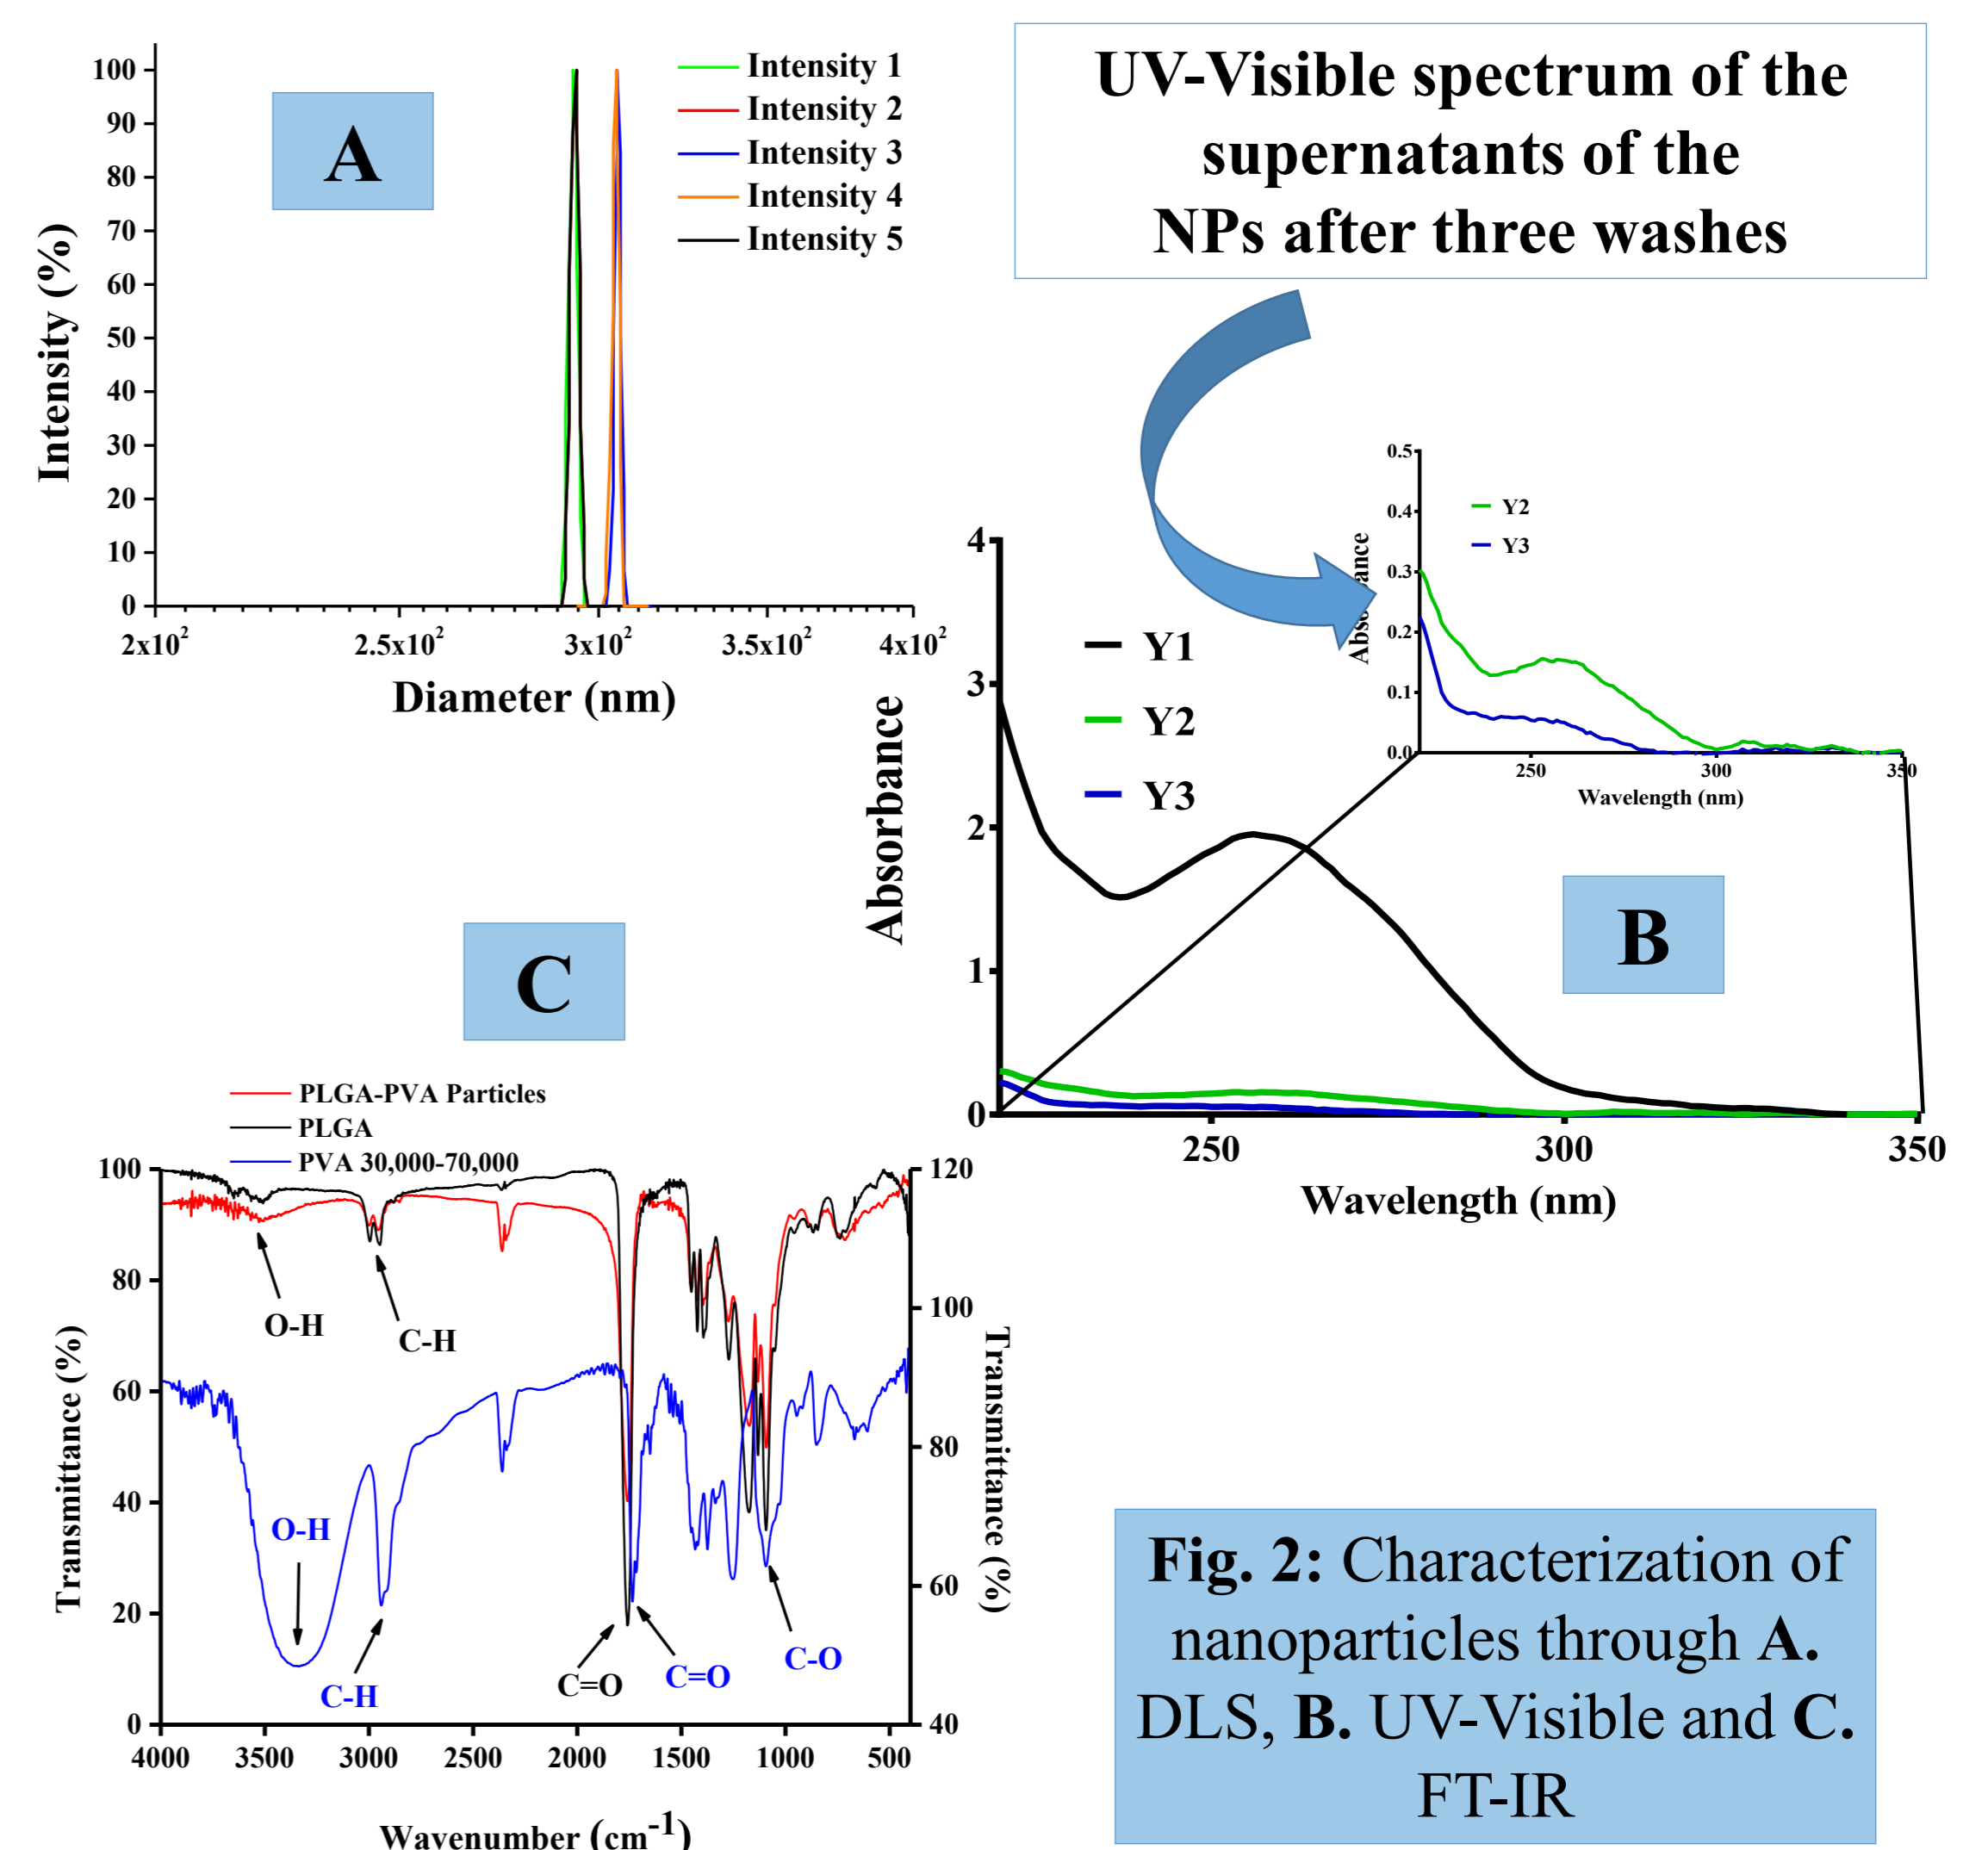 A
Intensity (%)
100
90
80
70
60
50
40
30
20
10
0
2x10²
2.5x10²
3x10²
3.5x10²
4x10²
Diameter (nm)
Intensity 1
Intensity 2
Intensity 3
Intensity 4
Intensity 5
UV-Visible spectrum of the
supernatants of the
NPs after three washes
0.5
0.4
0.3
0.2
0.1
0.0
Y2
Y3
250
300
350
Wavelength (nm)
B
Absorbance
4
3
2
1
0
Y1
Y2
Y3
250
300
350
Wavelength (nm)
C
PLGA-PVA Particles
PLGA
PVA 30,000-70,000
Transmittance (%)
100
80
60
40
20
0
120
100
80
60
40
Transmittance (%)
O-H
C-H
O-H
C-H
C=O
C=O
C-O
4000
3500
3000
2500
2000
1500
1000
500
Wavenumber (cm⁻¹)
Fig. 2: Characterization of
nanoparticles through A.
DLS, B. UV-Visible and C.
FT-IR